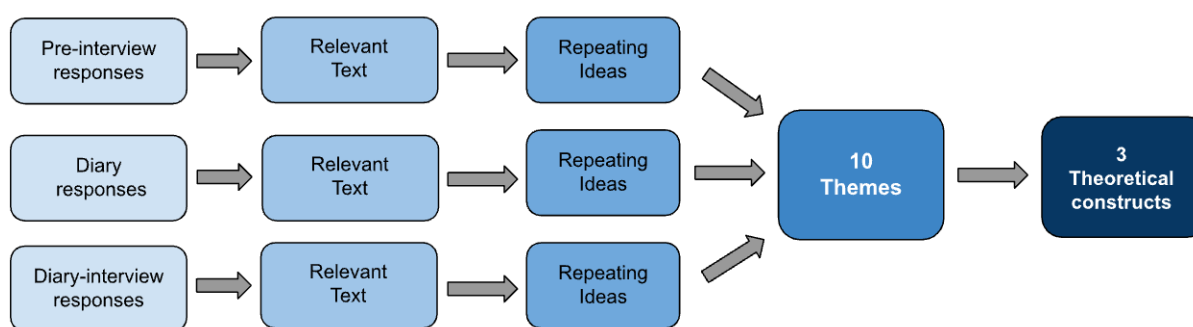 Pre-interview
responses
Relevant
Text
Repeating
Ideas
Diary
responses
Relevant
Text
Repeating
Ideas
Diary-interview
responses
Relevant
Text
Repeating
Ideas
10
Themes
3
Theoretical
constructs